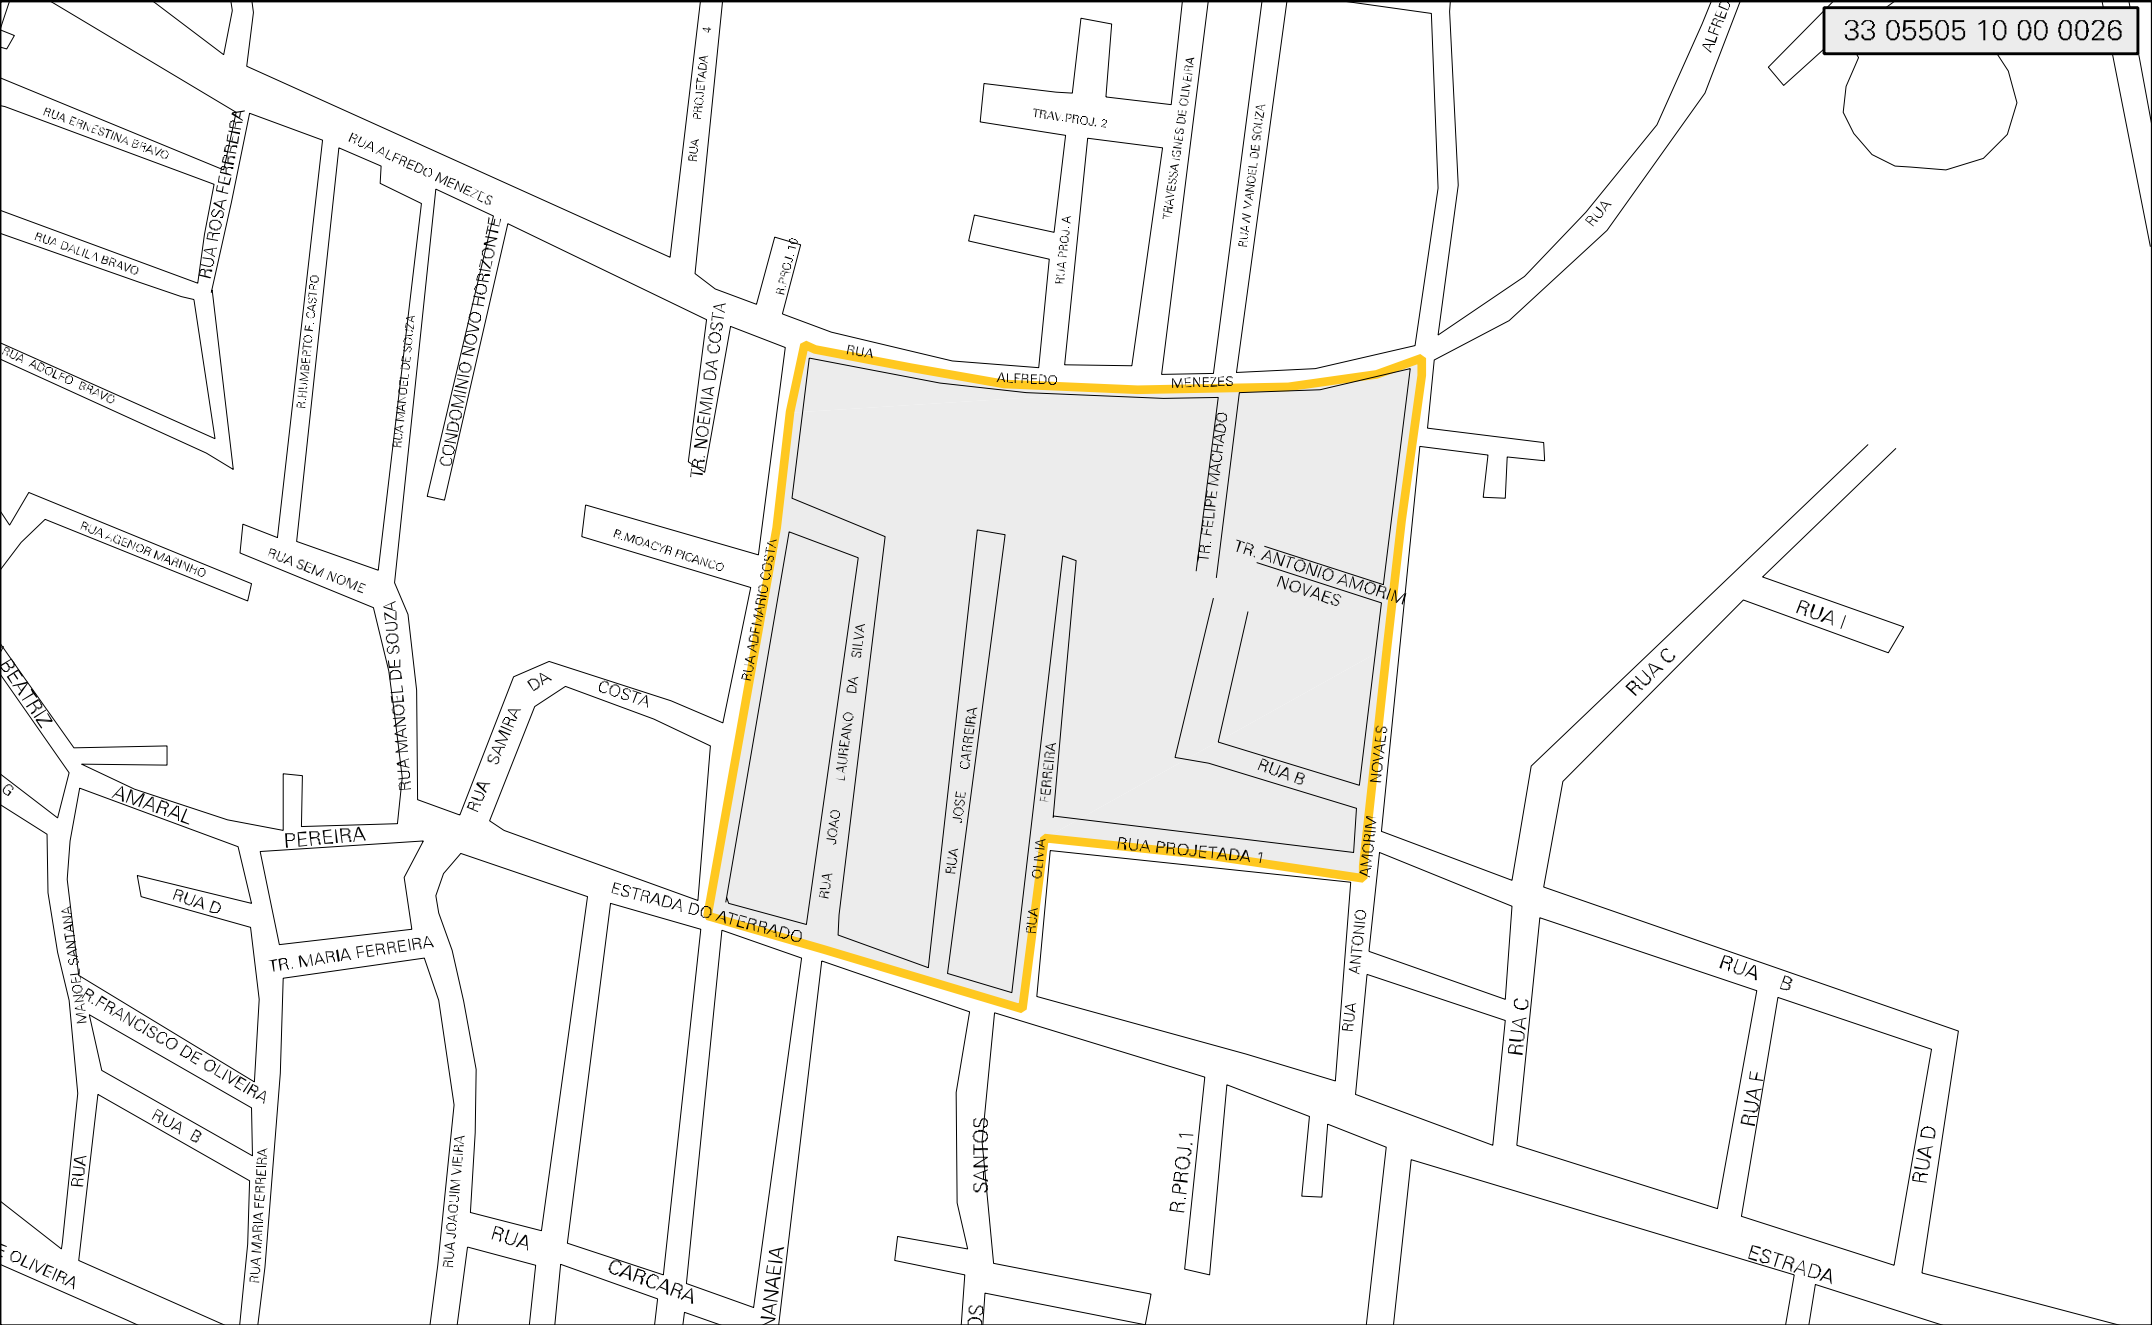 33 05505 10 00 0026
ALFRED
RUA
RUA PROJETADA 4
TRAV.PROJ. 2
TRAVESSA IGNES DE OLIVEIRA
RUA MANOEL DE SOUZA
RUA PROJ. A
RUA ERNESTINA BRAVO
RUA ROSA FERREIRA
RUA ALFREDO MENEZES
RUA DALILA BRAVO
R.HUMBERTO F. CASTRO
RUA MANOEL DE SOUZA
CONDOMINIO NOVO HORIZONTE
R.PROJ. 10
TR. NOEMIA DA COSTA
RUA ADOLFO BRAVO
RUA ALFREDO MENEZES
TR. FELIPE MACHADO
TR. ANTONIO AMORIM
NOVAES
RUA AGENOR MARINHO
RUA SEM NOME
R.MOACYR PICANCO
RUA ADEMARIO COSTA
RUA MANOEL DE SOUZA
RUA SAMIRA DA COSTA
RUA JOAO LAUREANO DA SILVA
RUA JOSE CARREIRA
RUA OLIVIA FERREIRA
RUA B
RUA PROJETADA 1
RUA ANTONIO AMORIM NOVAES
RUA C
RUA I
BEATRIZ
G
AMARAL
PEREIRA
RUA D
TR. MARIA FERREIRA
ESTRADA DO ATERRADO
RUA MANOEL SANTANA
R.FRANCISCO DE OLIVEIRA
RUA B
RUA MARIA FERREIRA
RUA JOAQUIM VIEIRA
RUA CARCARA
NANAEIA
SANTOS
OS
R.PROJ.1
RUA C
RUA B
RUA F
RUA D
ESTRADA
E OLIVEIRA